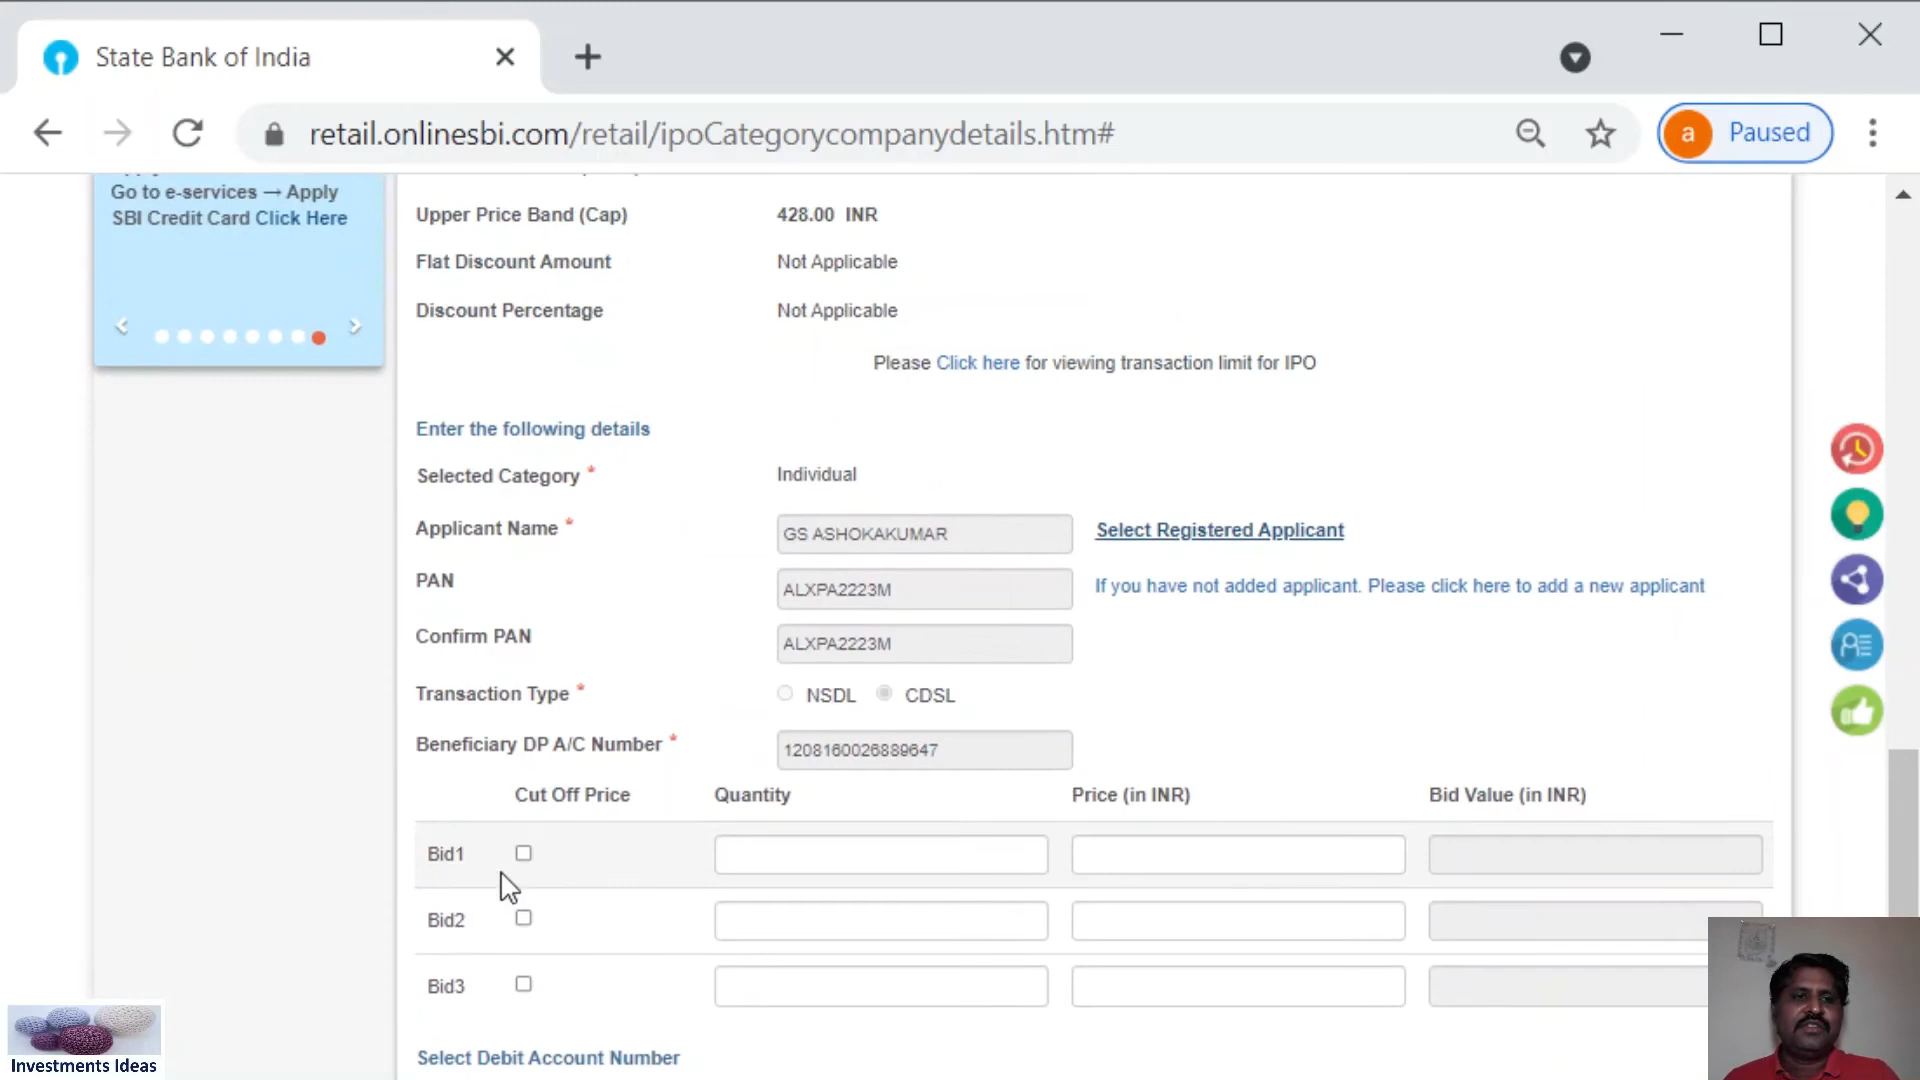 State Bank of India
retail.onlinesbi.com/retail/ipoCategorycompanydetails.htm#
a Paused
Go to e-services → Apply
SBI Credit Card Click Here
Upper Price Band (Cap) 428.00 INR
Flat Discount Amount Not Applicable
Discount Percentage Not Applicable
Please Click here for viewing transaction limit for IPO
Enter the following details
Selected Category * Individual
Applicant Name * GS ASHOKAKUMAR Select Registered Applicant
PAN ALXPA2223M If you have not added applicant. Please click here to add a new applicant
Confirm PAN ALXPA2223M
Transaction Type * NSDL CDSL
Beneficiary DP A/C Number * 1208160026889647
Cut Off Price Quantity Price (in INR) Bid Value (in INR)
Bid1
Bid2
Bid3
Select Debit Account Number
Investments Ideas